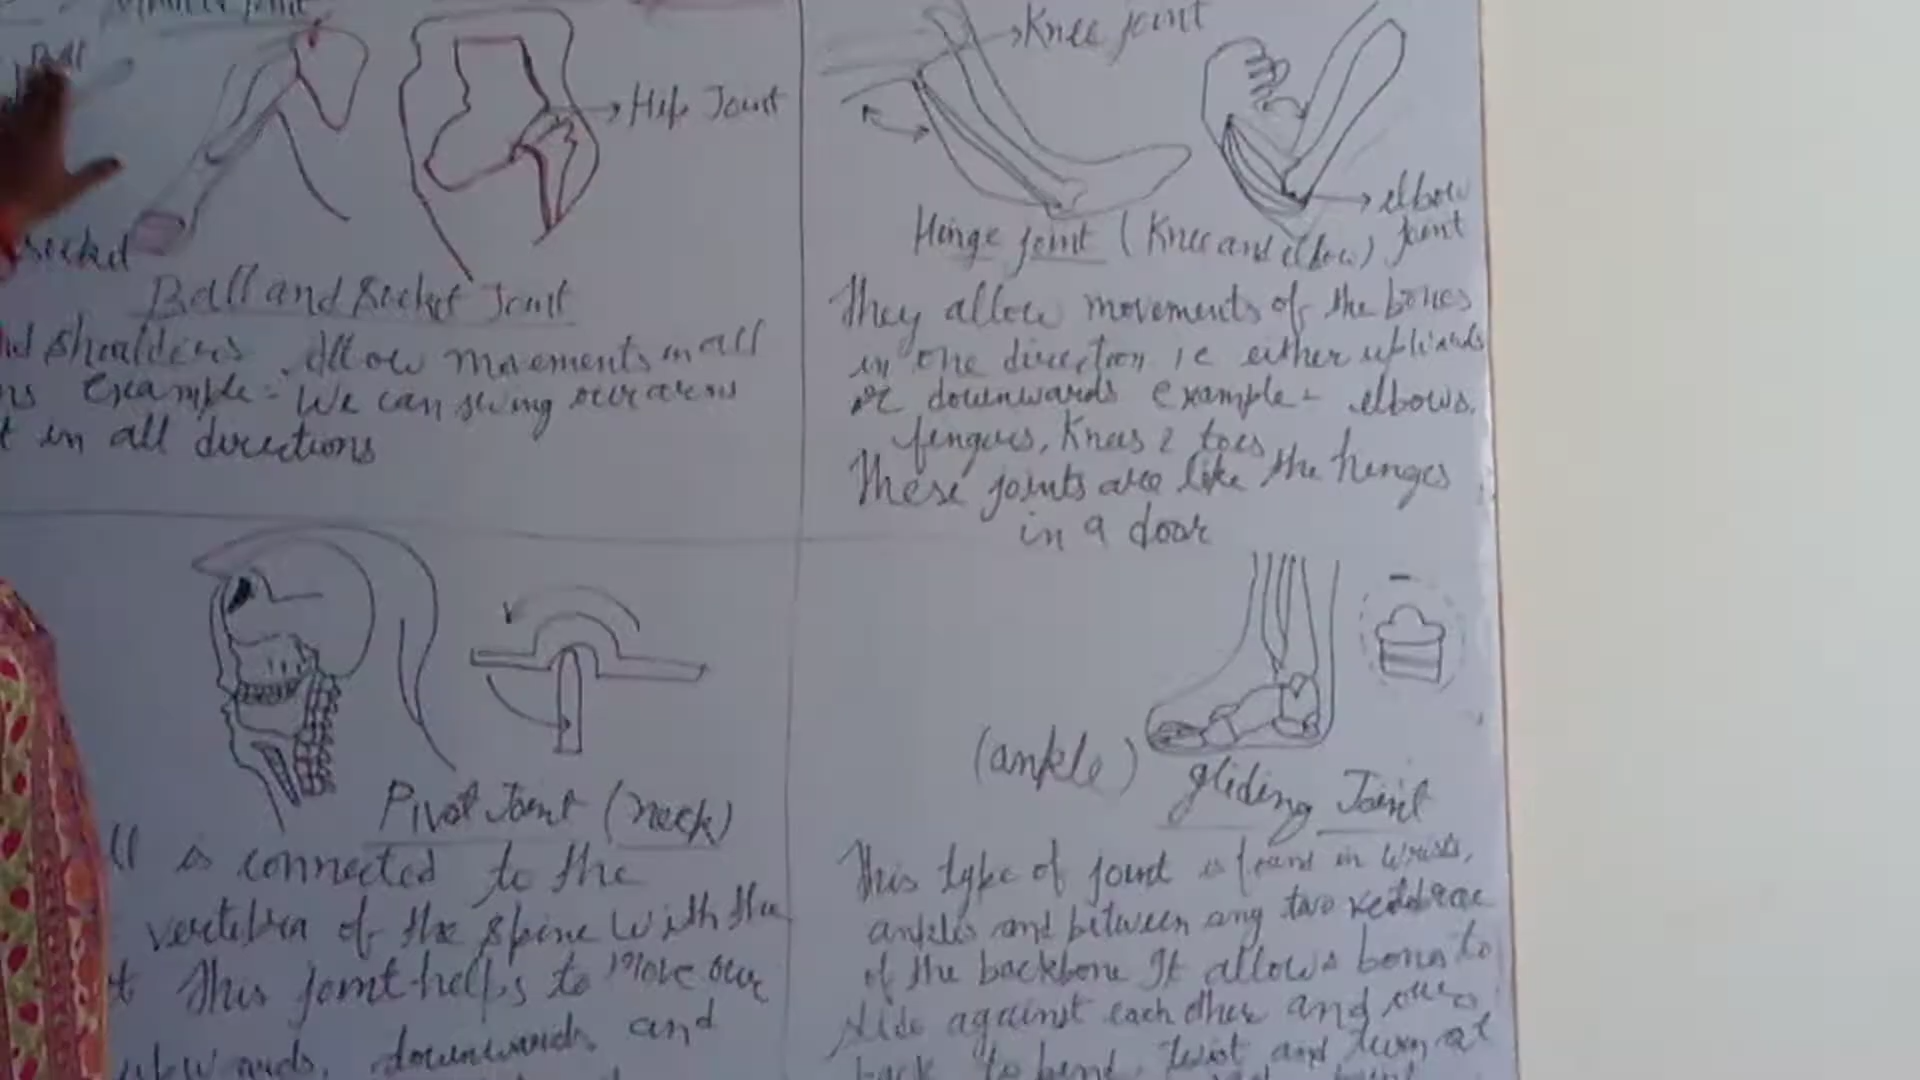 Ball
Hip Joint
Socket
Ball and Socket Joint
shoulders Allow movements in all
ns Example - We can swing our arms
t in all directions
Knee joint
elbow
Joint
Hinge joint (Knee and elbow)
They allow movements of the bones
in one direction ie either upwards
or downwards example - elbows,
fingers, Knees & toes
These joints are like the hinges
in a door
Pivot Joint (neck)
ll is connected to the
vertebra of the spine with the
t This joint helps to move our
upwards, downwards and
(ankle)
gliding Joint
This type of joint is found in wrists,
ankles and between any two vertebrae
of the backbone It allows bones to
slide against each other and our
back to bend, twist and turn at